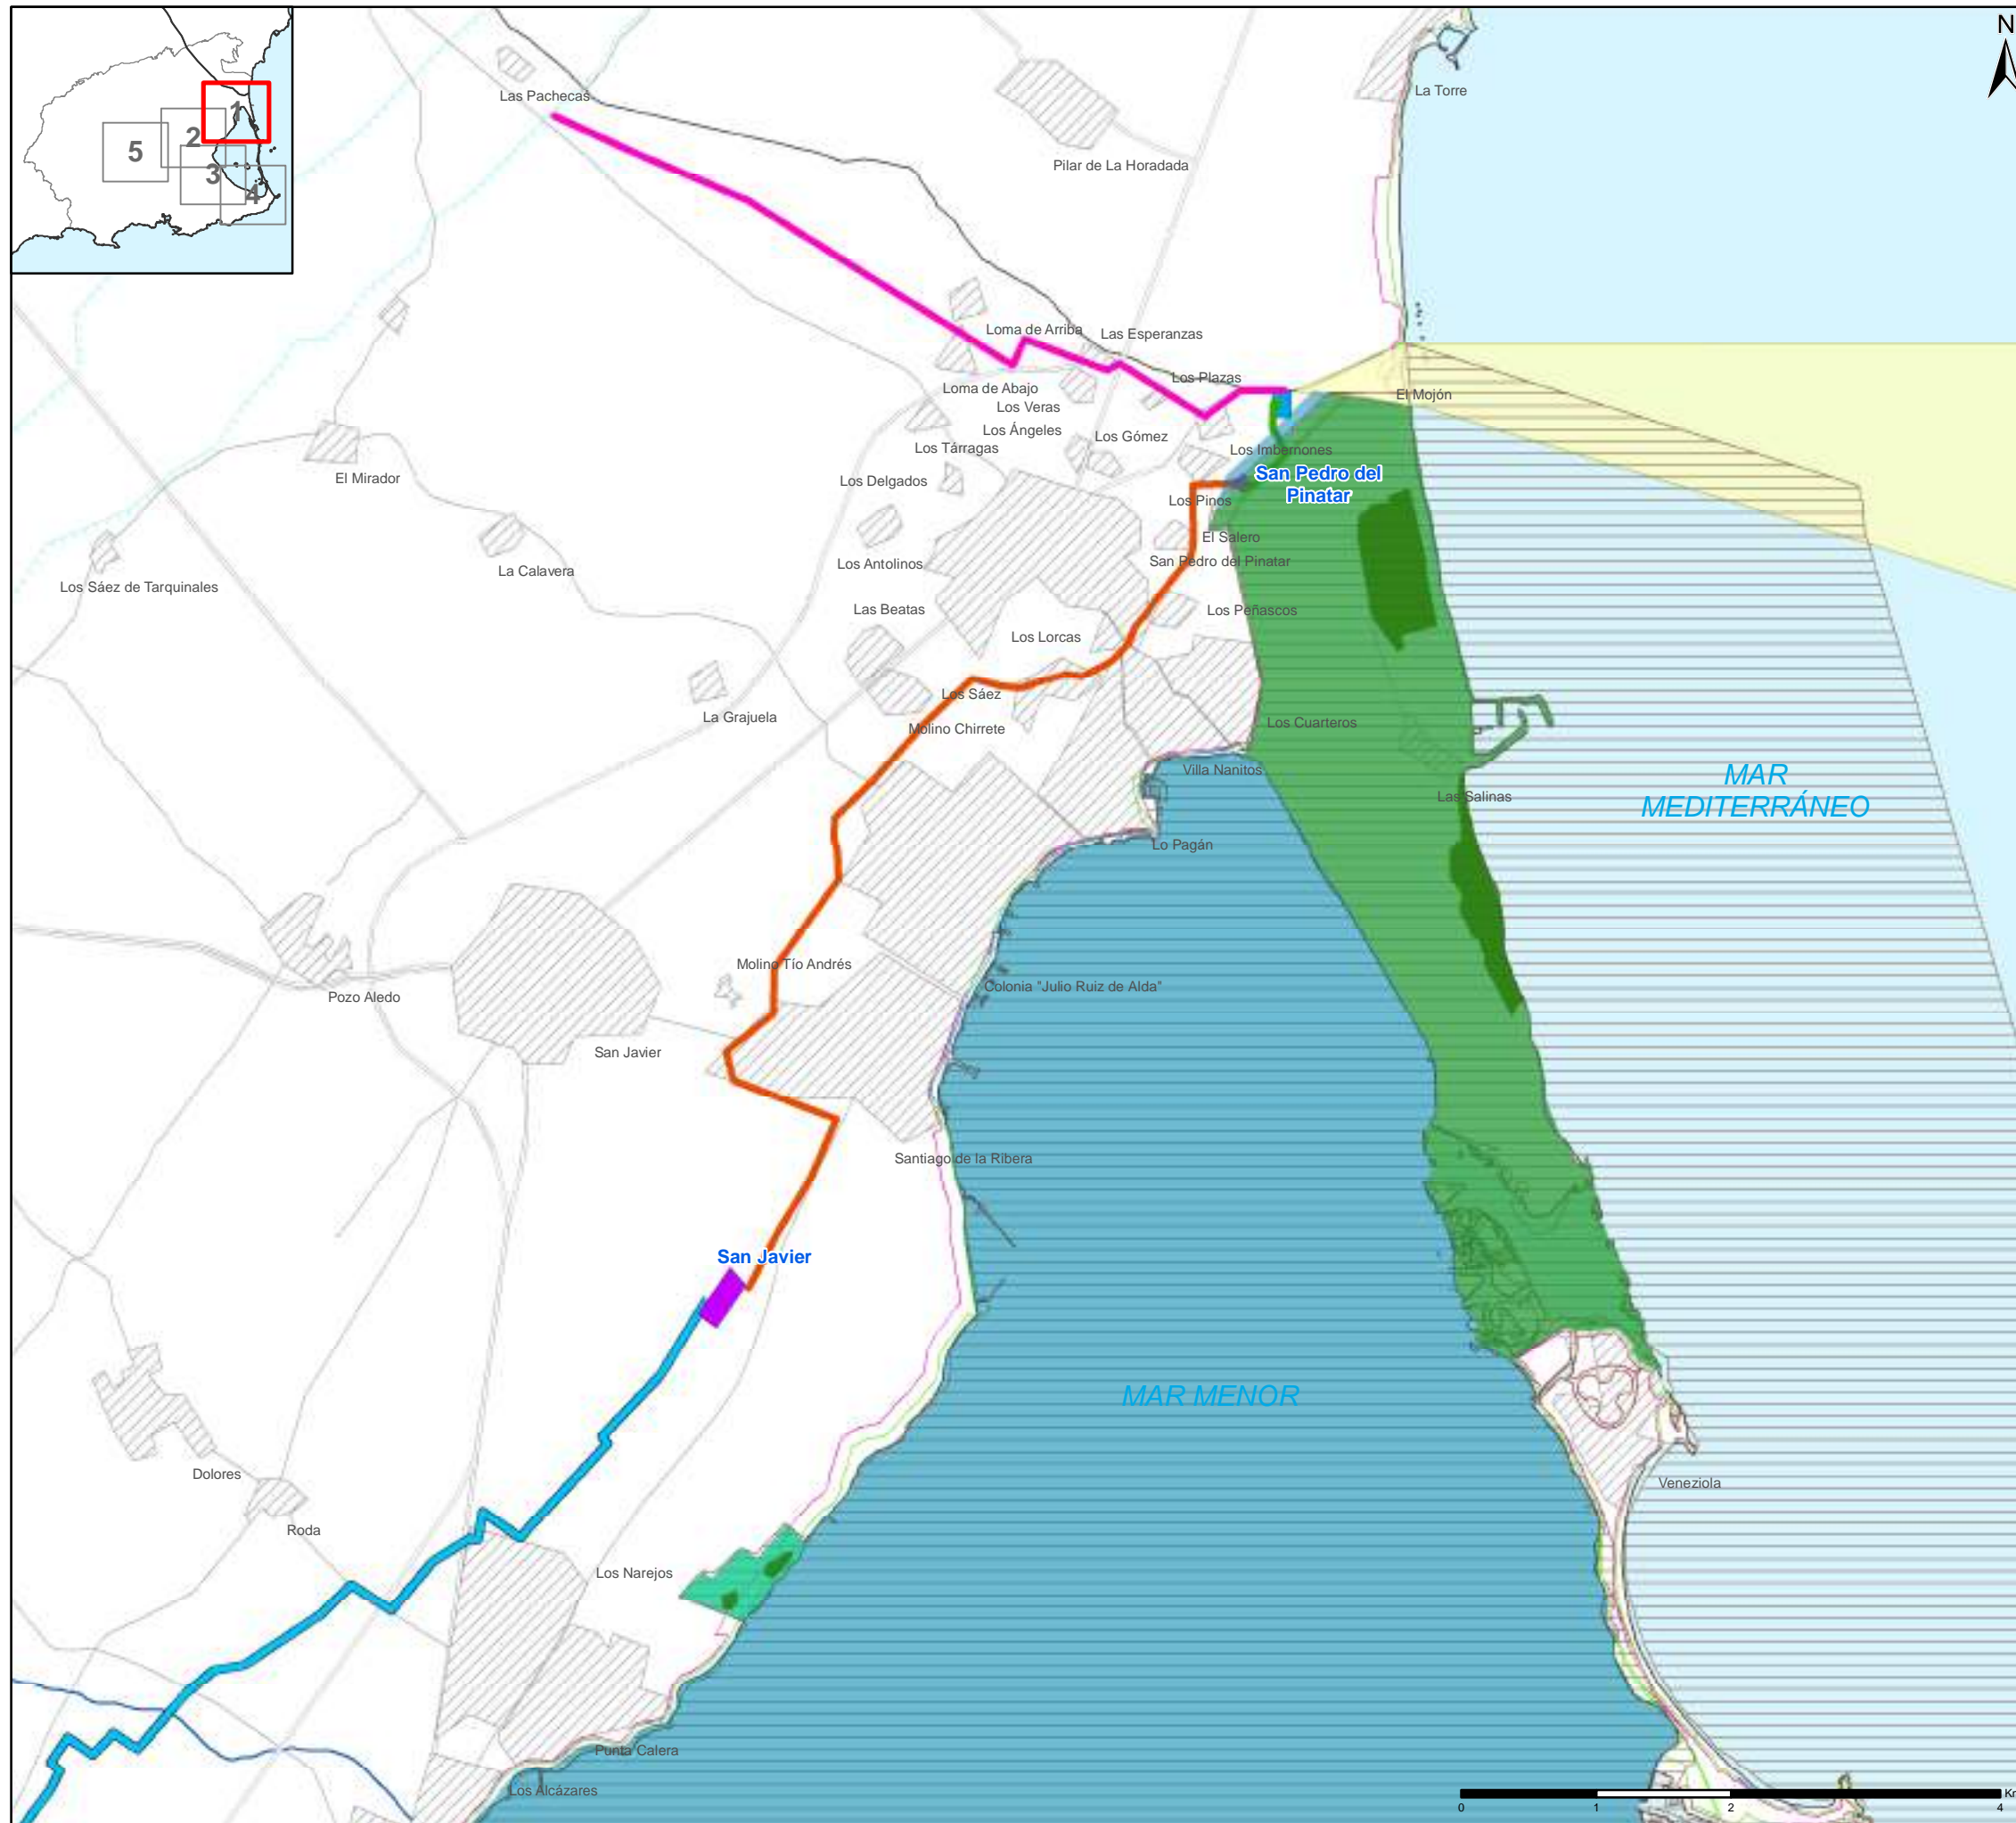 N
1
2
5
3
4
La Torre
Las Pachecas
Pilar de La Horadada
Loma de Arriba
Las Esperanzas
Los Plazas
Loma de Abajo
El Mojón
Los Veras
Los Ángeles
Los Gómez
Los Tárragas
Los Imbernones
El Mirador
Los Delgados
San Pedro del
Pinatar
Los Pinos
El Salero
San Pedro del Pinatar
Los Antolinos
La Calavera
Los Sáez de Tarquinales
Las Beatas
Los Peñascos
Los Lorcas
Los Sáez
La Grajuela
Los Cuarteros
Molino Chirrete
Villa Nanitos
MAR
MEDITERRÁNEO
Las Salinas
Lo Pagán
Molino Tío Andrés
Colonia "Julio Ruiz de Alda"
Pozo Aledo
San Javier
Santiago de la Ribera
San Javier
MAR MENOR
Dolores
Veneziola
Roda
Los Narejos
Punta Calera
Los Alcázares
0 1 2 4